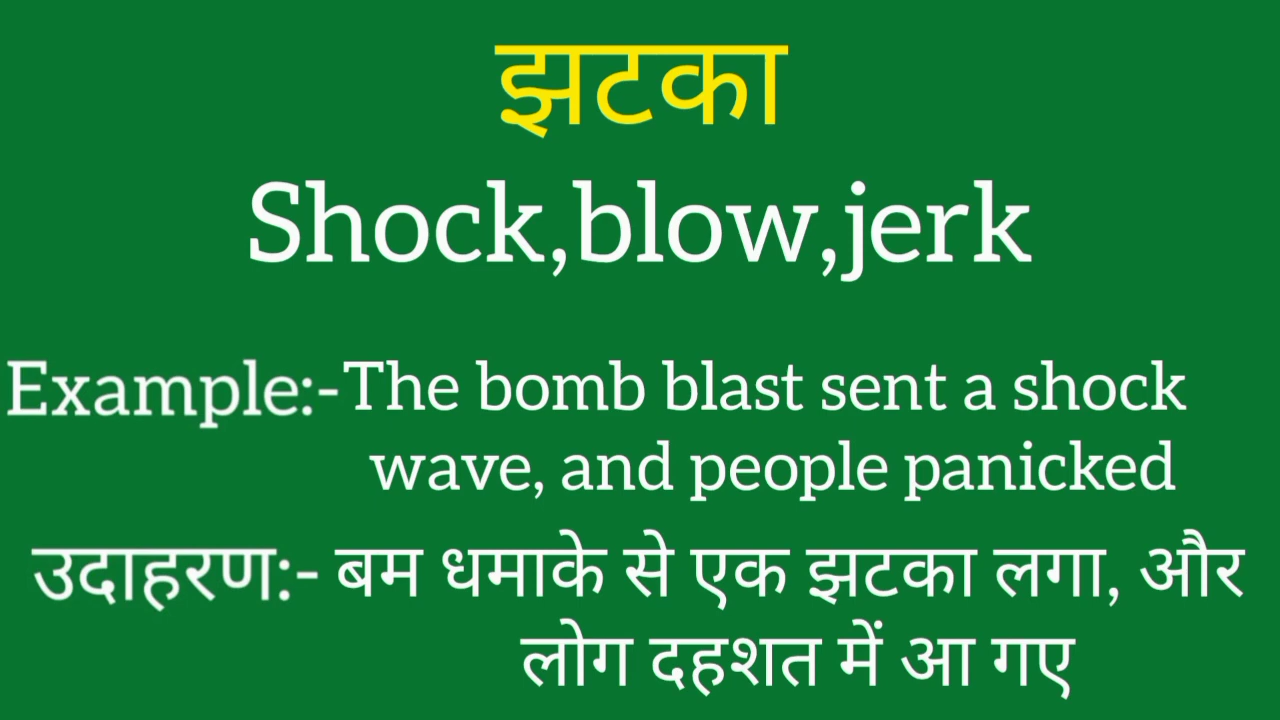 झटका
Shock,blow,jerk
Example:-The bomb blast sent a shock
wave, and people panicked
उदाहरण:- बम धमाके से एक झटका लगा, और
लोग दहशत में आ गए